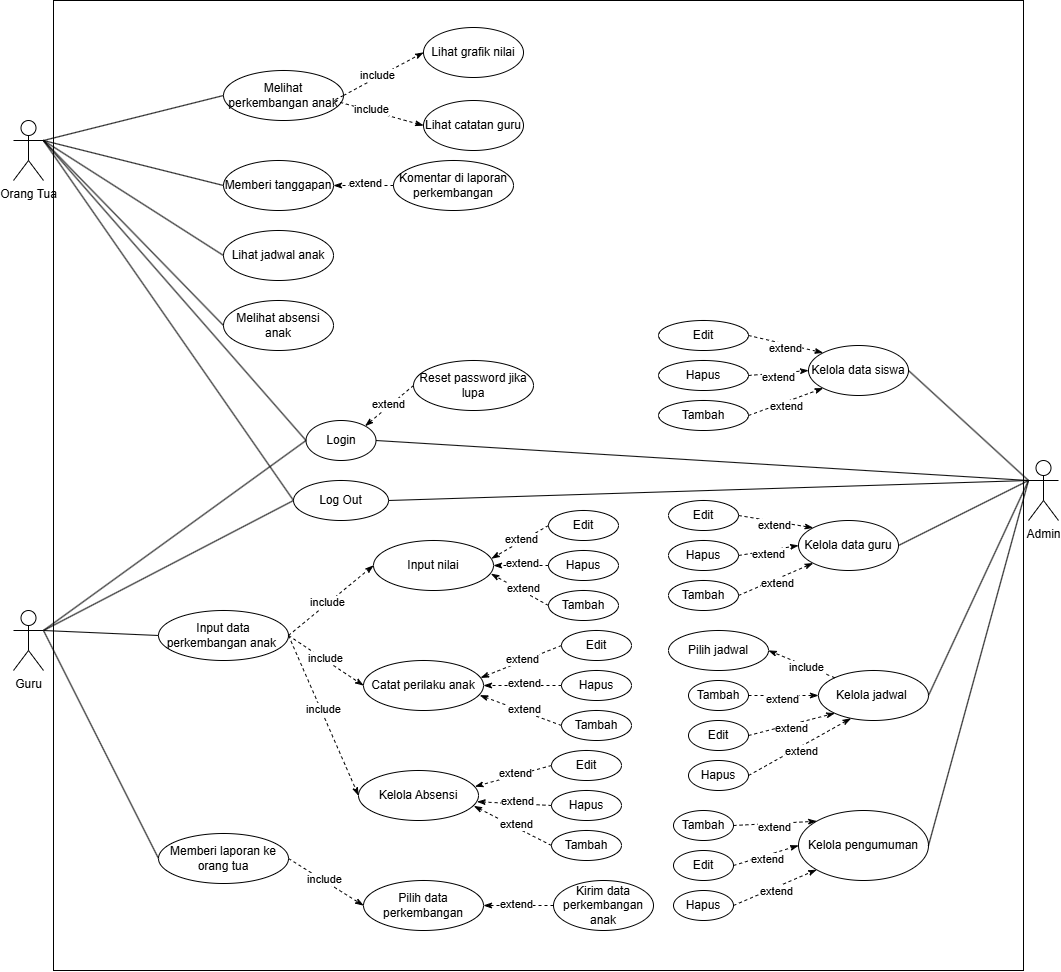 Lihat grafik nilai
include
Melihat
perkembangan anak
include
Lihat catatan guru
Orang Tua
Memberi tanggapan
extend
Komentar di laporan
perkembangan
Lihat jadwal anak
Melihat absensi
anak
Reset password jika
lupa
extend
Login
Log Out
Edit
extend
Kelola data siswa
Hapus
extend
Tambah
extend
Admin
Edit
extend
Kelola data guru
Hapus
extend
Tambah
extend
Guru
Input data
perkembangan anak
include
Input nilai
extend
Edit
extend
Hapus
extend
Tambah
include
Catat perilaku anak
extend
Edit
extend
Hapus
extend
Tambah
include
Kelola Absensi
extend
Edit
extend
Hapus
extend
Tambah
Pilih jadwal
include
Kelola jadwal
Tambah
extend
Edit
extend
Hapus
extend
Tambah
extend
Kelola pengumuman
Edit
extend
Hapus
extend
Memberi laporan ke
orang tua
include
Pilih data
perkembangan
extend
Kirim data
perkembangan
anak